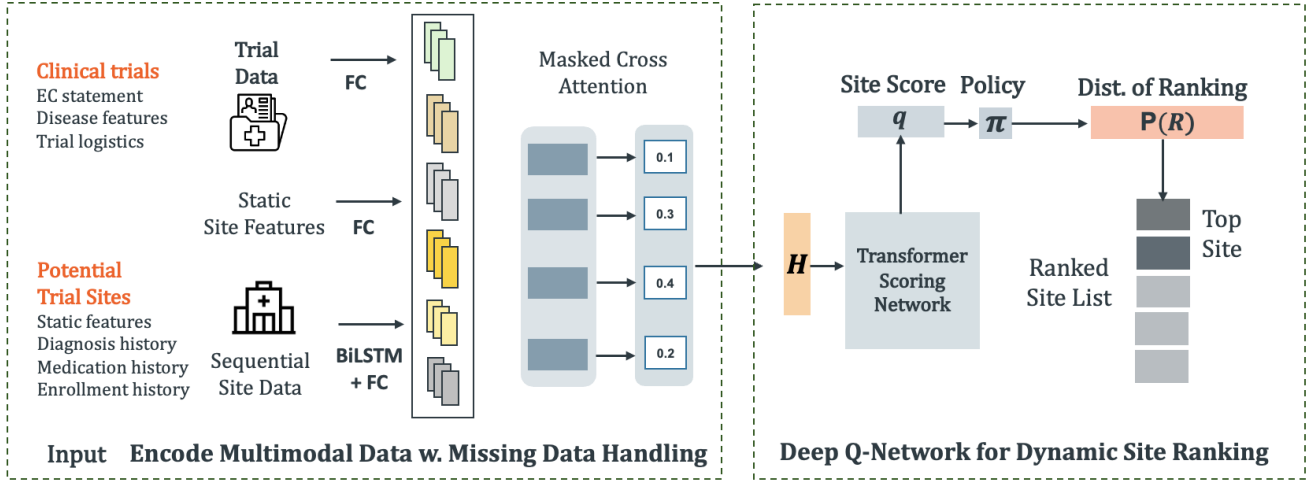 Clinical trials
EC statement
Disease features
Trial logistics
Trial
Data
FC
Static
Site Features
FC
Potential
Trial Sites
Static features
Diagnosis history
Medication history
Enrollment history
Sequential
Site Data
BiLSTM
+ FC
Masked Cross
Attention
0.1
0.3
0.4
0.2
Input
Encode Multimodal Data w. Missing Data Handling
H
Transformer
Scoring
Network
Site Score
q
Policy
π
Dist. of Ranking
P(R)
Ranked
Site List
Top
Site
Deep Q-Network for Dynamic Site Ranking